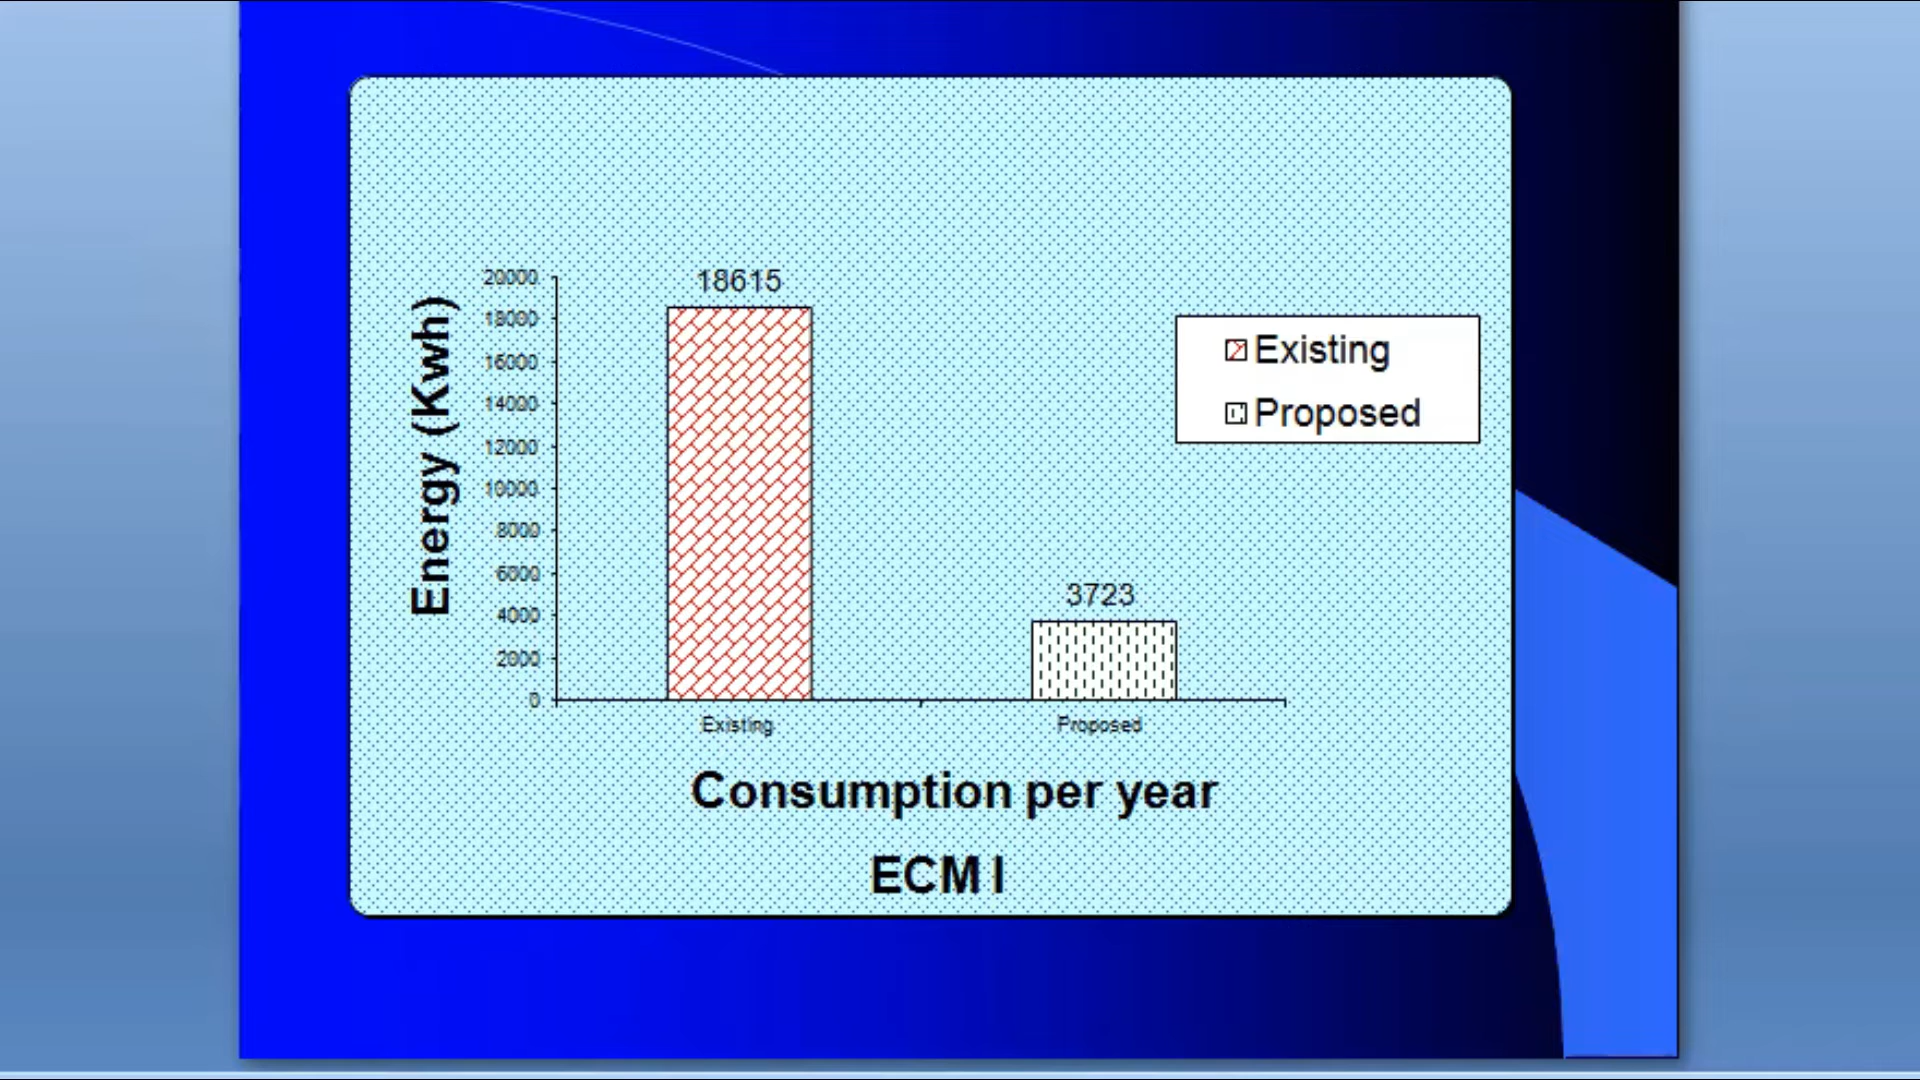 Energy (Kwh)
20000
18000
16000
14000
12000
10000
8000
6000
4000
2000
0
18615
3723
Existing
Proposed
Existing
Proposed
Consumption per year
ECM I